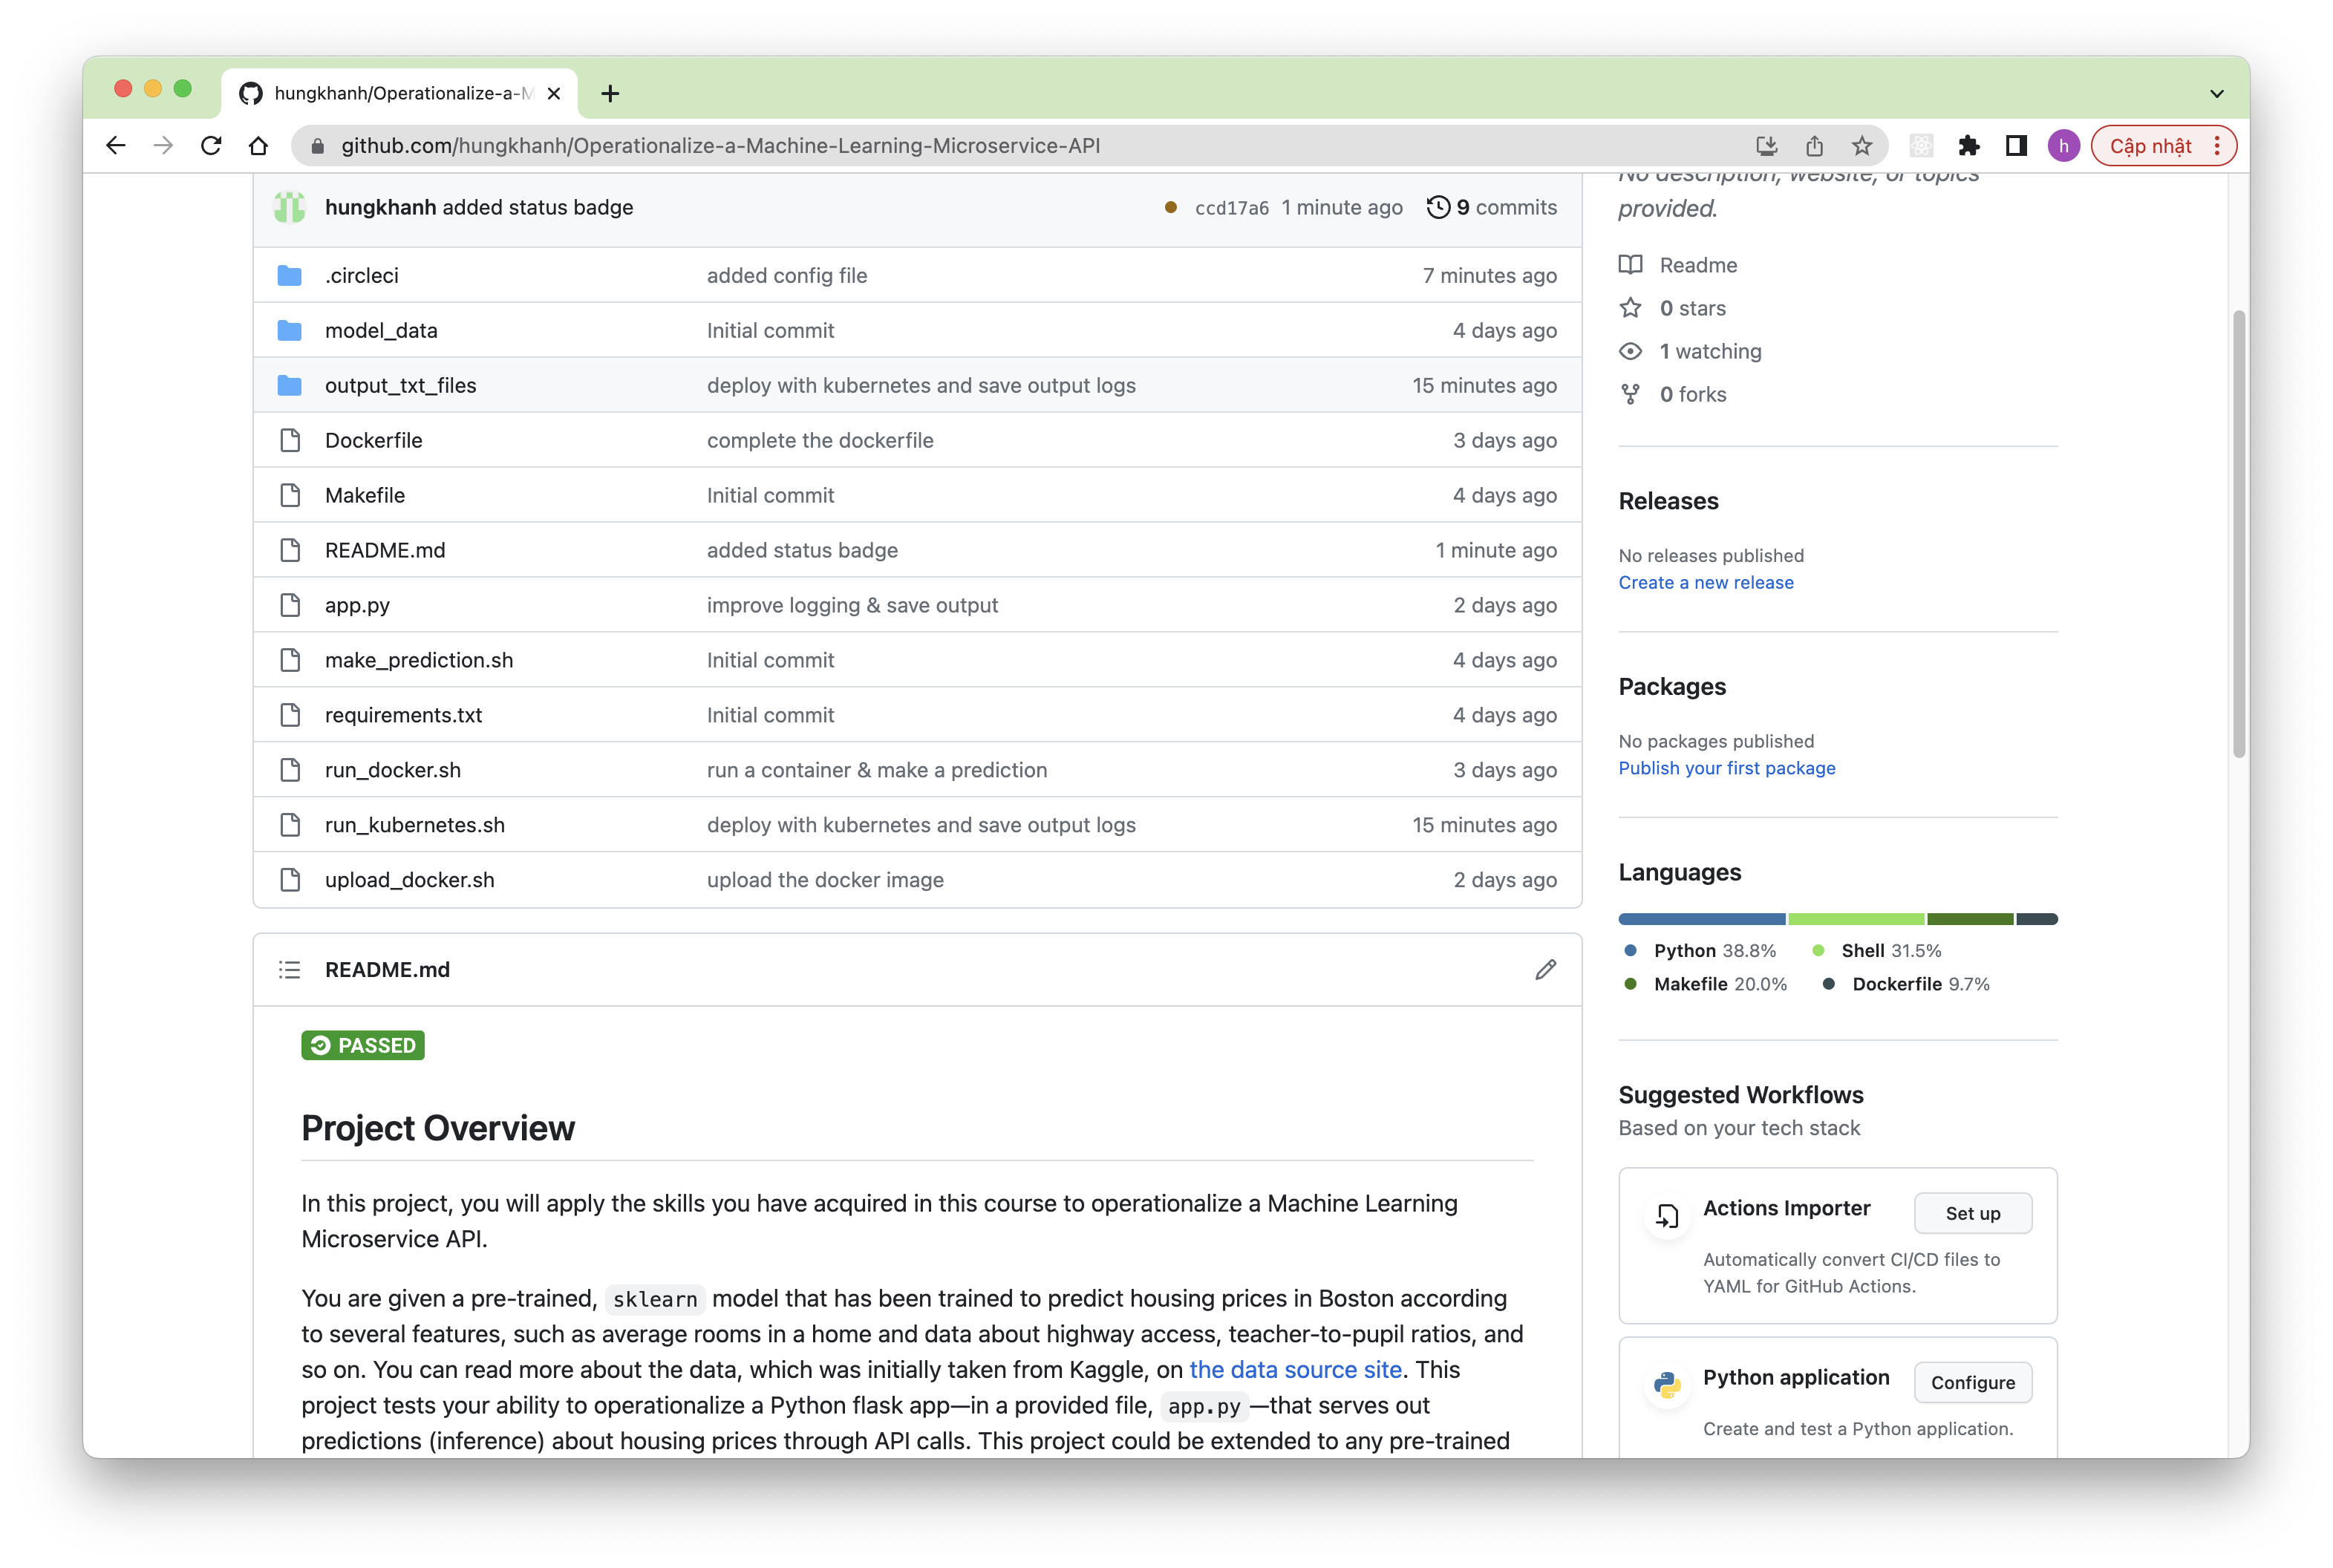 hungkhanh/Operationalize-a-M
github.com/hungkhanh/Operationalize-a-Machine-Learning-Microservice-API
h
Cập nhật
hungkhanh added status badge
ccd17a6 1 minute ago
9 commits
.circleci added config file 7 minutes ago
model_data Initial commit 4 days ago
output_txt_files deploy with kubernetes and save output logs 15 minutes ago
Dockerfile complete the dockerfile 3 days ago
Makefile Initial commit 4 days ago
README.md added status badge 1 minute ago
app.py improve logging & save output 2 days ago
make_prediction.sh Initial commit 4 days ago
requirements.txt Initial commit 4 days ago
run_docker.sh run a container & make a prediction 3 days ago
run_kubernetes.sh deploy with kubernetes and save output logs 15 minutes ago
upload_docker.sh upload the docker image 2 days ago
README.md
PASSED
Project Overview
In this project, you will apply the skills you have acquired in this course to operationalize a Machine Learning
Microservice API.
You are given a pre-trained, sklearn model that has been trained to predict housing prices in Boston according
to several features, such as average rooms in a home and data about highway access, teacher-to-pupil ratios, and
so on. You can read more about the data, which was initially taken from Kaggle, on the data source site. This
project tests your ability to operationalize a Python flask app—in a provided file, app.py—that serves out
predictions (inference) about housing prices through API calls. This project could be extended to any pre-trained
No description, website, or topics
provided.
Readme
0 stars
1 watching
0 forks
Releases
No releases published
Create a new release
Packages
No packages published
Publish your first package
Languages
Python 38.8% Shell 31.5%
Makefile 20.0% Dockerfile 9.7%
Suggested Workflows
Based on your tech stack
Actions Importer
Set up
Automatically convert CI/CD files to
YAML for GitHub Actions.
Python application
Configure
Create and test a Python application.